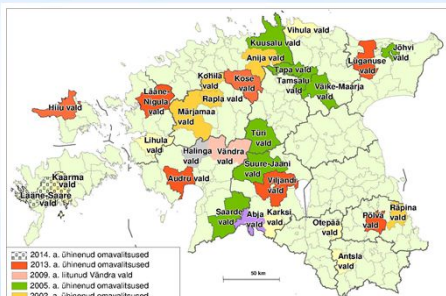 Vihula vald
Kuusalu vald
Anija vald
Lüganuse
vald
Jõhvi
vald
Kohila
vald
Kose
vald
Tapa vald
Tamsalu
vald
Väike-Maarja
vald
Hiiu vald
Lääne-
Nigula
vald
Rapla vald
Märjamaa
vald
Lihula
vald
Türi
vald
Halinga
vald
Vändra
vald
Kaarma
vald
Lääne-Saare
vald
Suure-Jaani
vald
Audru vald
Viljandi
vald
Saarde
vald
Abja
vald
Karksi
vald
Otepää
vald
Põlva
vald
Räpina
vald
Antsla
vald
50 km
2014. a. ühinenud omavalitsused
2013. a. ühinenud omavalitsused
2009. a. liitunud Vändra vald
2005. a. ühinenud omavalitsused
2002. a. ühinenud omavalitsused